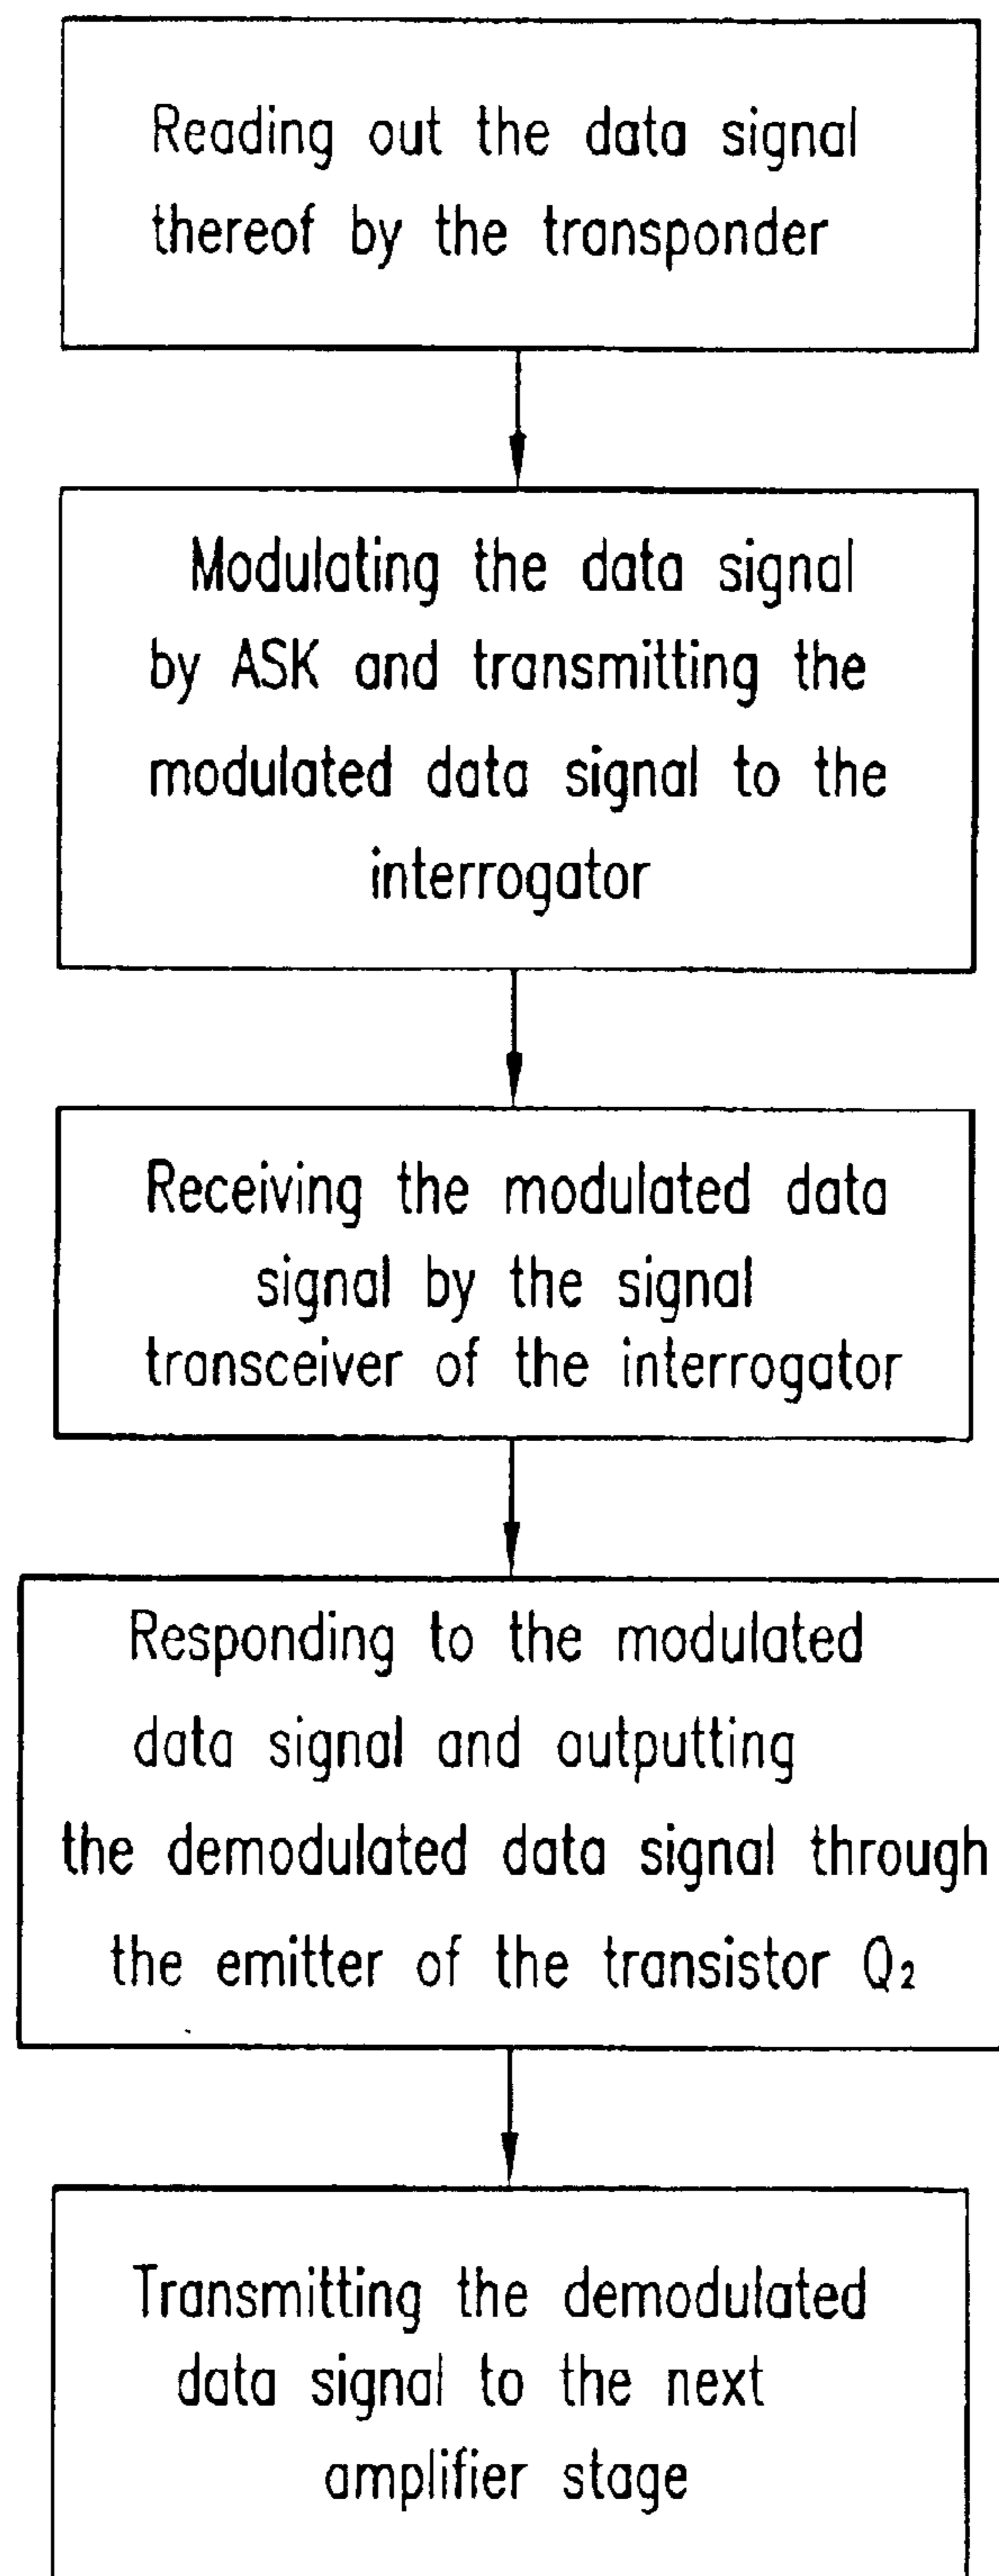 Reading out the data signal
thereof by the transponder
Modulating the data signal
by ASK and transmitting the
modulated data signal to the
interrogator
Receiving the modulated data
signal by the signal
transceiver of the interrogator
Responding to the modulated
data signal and outputting
the demodulated data signal through
the emitter of the transistor Q₂
Transmitting the demodulated
data signal to the next
amplifier stage